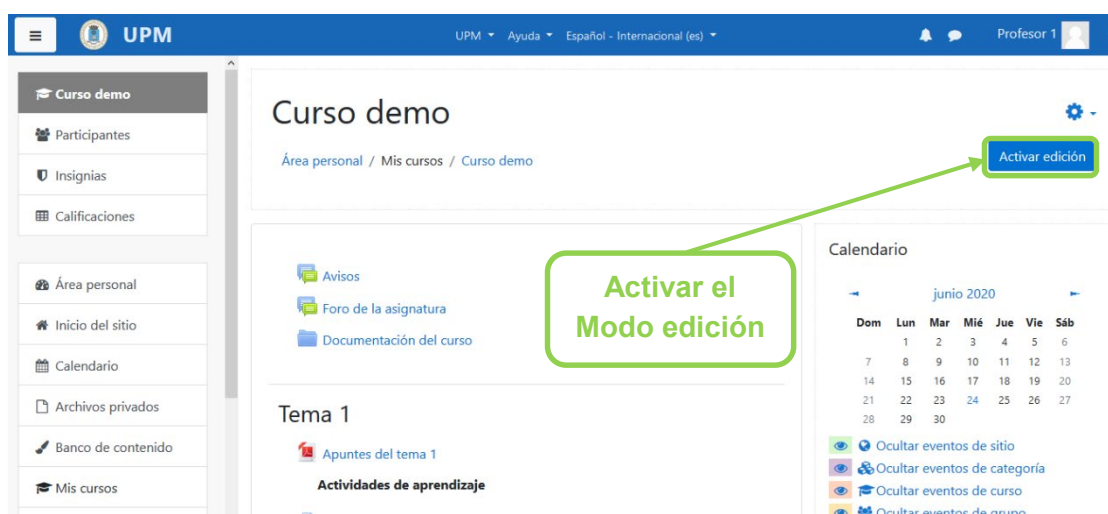 UPM
UPM Ayuda Español - Internacional (es)
Profesor 1
Curso demo
Participantes
Insignias
Calificaciones
Área personal
Inicio del sitio
Calendario
Archivos privados
Banco de contenido
Mis cursos
Curso demo
Área personal / Mis cursos / Curso demo
Activar edición
Activar el
Modo edición
Avisos
Foro de la asignatura
Documentación del curso
Tema 1
Apuntes del tema 1
Actividades de aprendizaje
Calendario
junio 2020
Dom Lun Mar Mié Jue Vie Sáb
1 2 3 4 5 6
7 8 9 10 11 12 13
14 15 16 17 18 19 20
21 22 23 24 25 26 27
28 29 30
Ocultar eventos de sitio
Ocultar eventos de categoría
Ocultar eventos de curso
Ocultar eventos de grupo